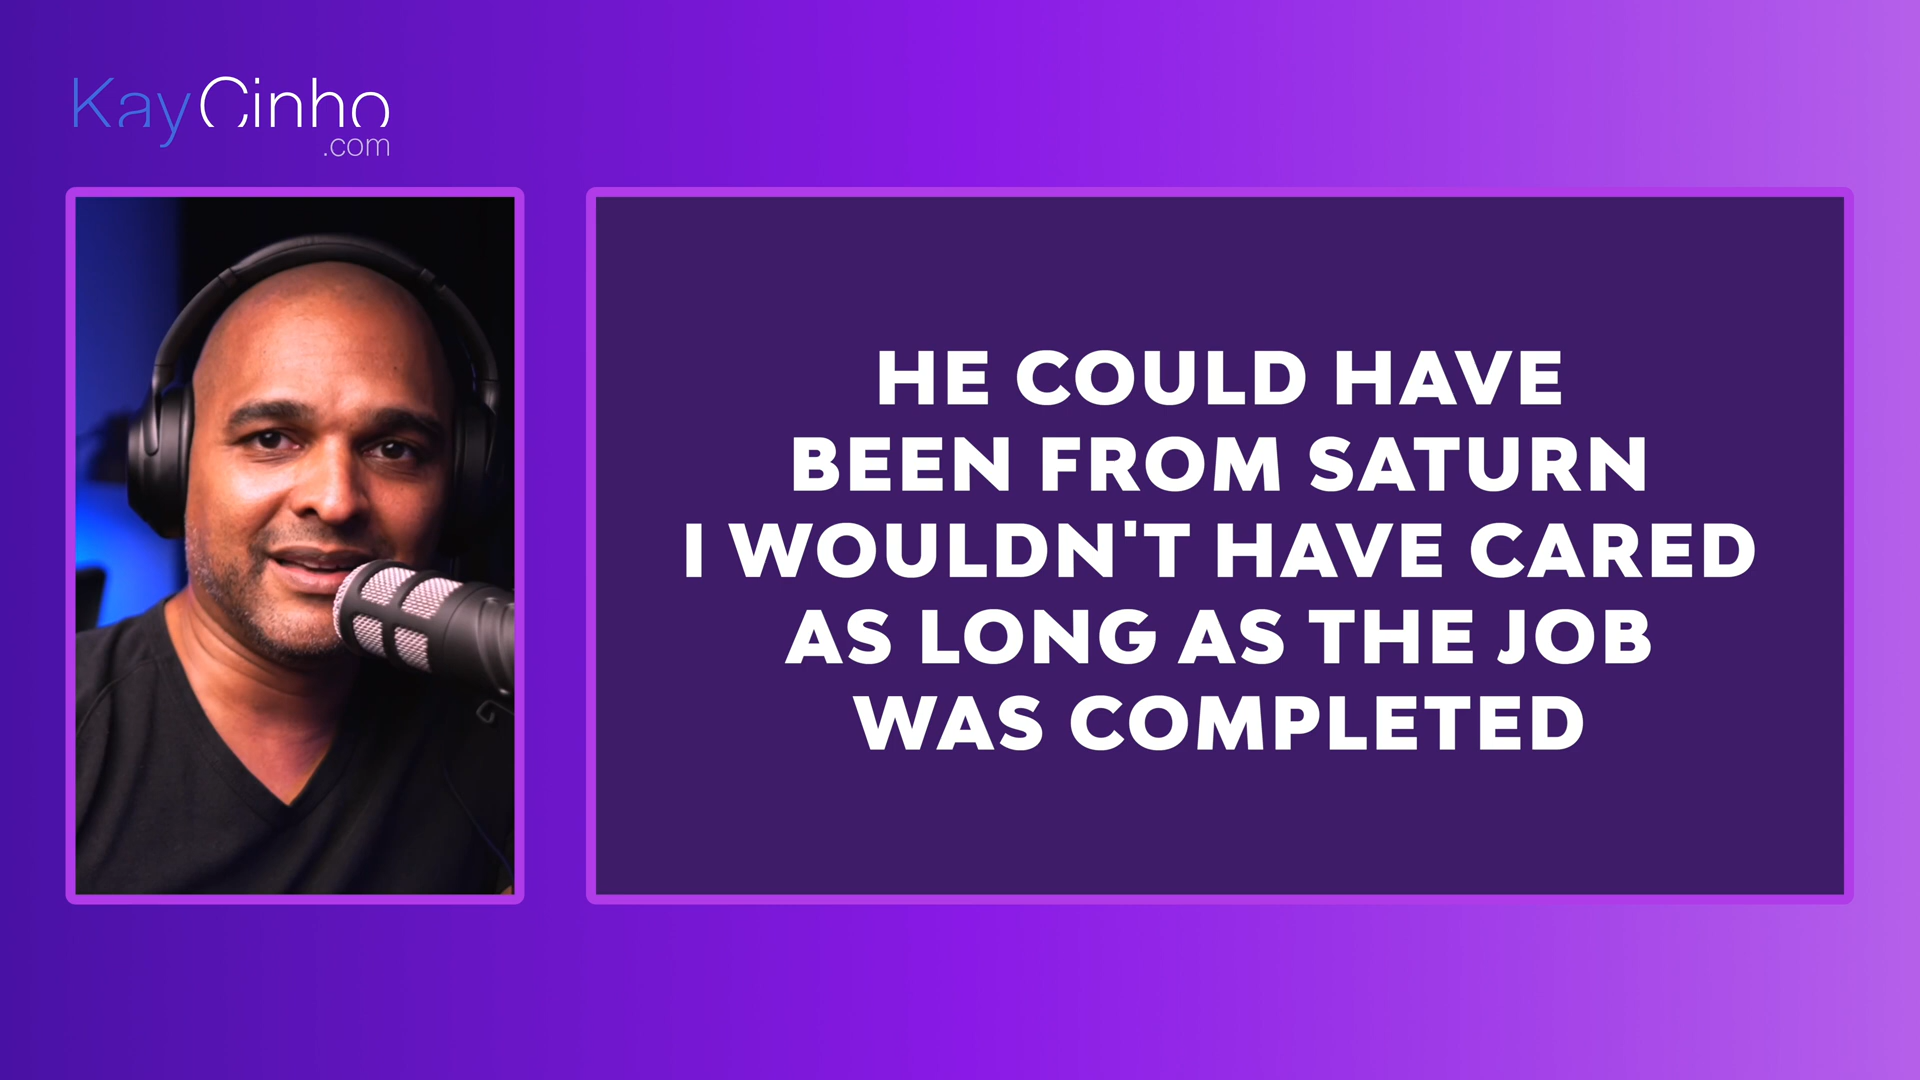 KayCinho
.com
HE COULD HAVE
BEEN FROM SATURN
I WOULDN'T HAVE CARED
AS LONG AS THE JOB
WAS COMPLETED